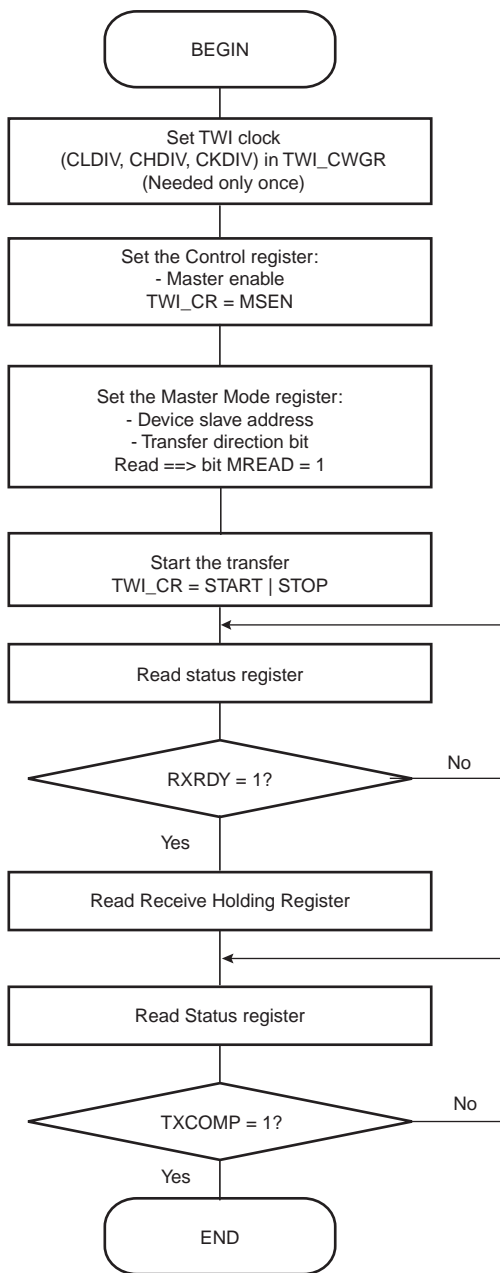 BEGIN
Set TWI clock
(CLDIV, CHDIV, CKDIV) in TWI_CWGR
(Needed only once)
Set the Control register:
- Master enable
TWI_CR = MSEN
Set the Master Mode register:
- Device slave address
- Transfer direction bit
Read ==> bit MREAD = 1
Start the transfer
TWI_CR = START | STOP
Read status register
RXRDY = 1?
No
Yes
Read Receive Holding Register
Read Status register
TXCOMP = 1?
No
Yes
END